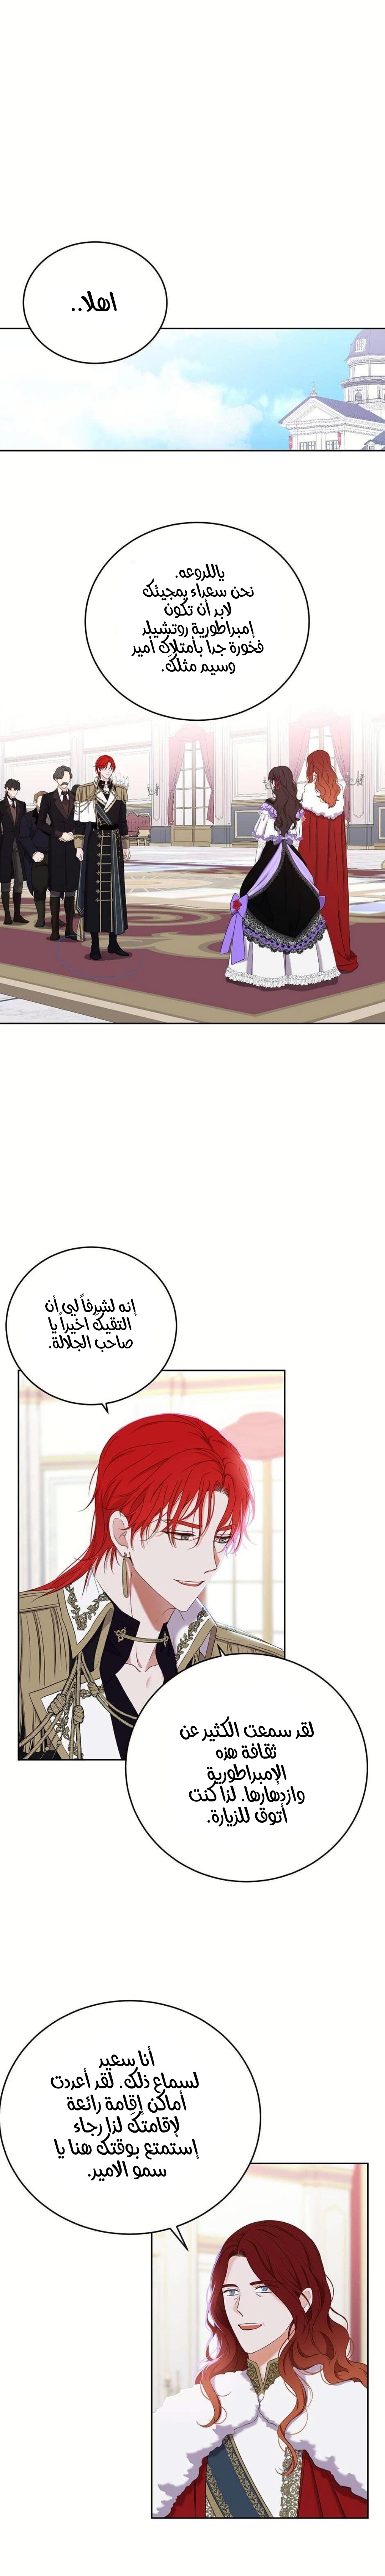 اهلا..
ياللروعه.
نحن سعداء بمجيئك
لابد أن تكون
إمبراطورية روتشيلر
فخورة جداً بأمتلاك أمير
وسيم مثلك.
إنه لشرفاً لي أن
التقيك اخيراً يا
صاحب الجلالة.
لقد سمعت الكثير عن
ثقافة هذه
الإمبراطورية
وازدهارها. لذا كنت
أتوق للزيارة.
أنا سعيد
لسماع ذلك. لقد أعددت
أماكن إقامة رائعة
لإقامتك لذا رجاء
إستمتع بوقتك هنا يا
سمو الامير.